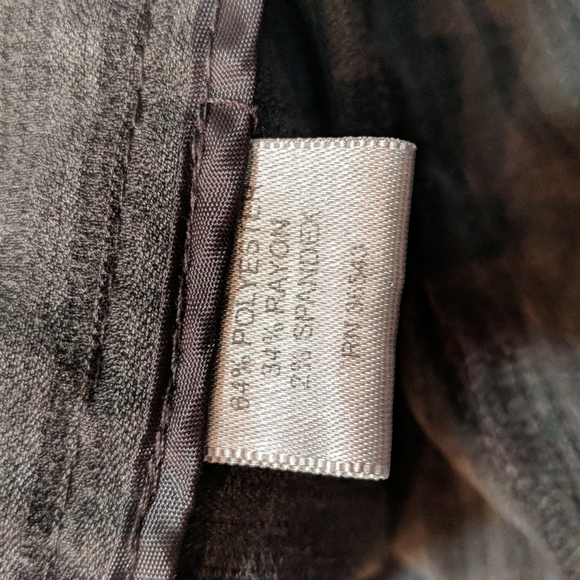 64% POLYESTER
34% RAYON
2% SPANDEX
RN